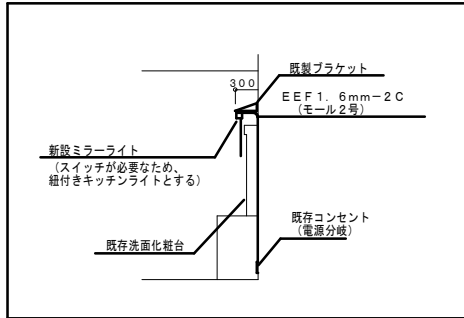 既製ブラケット
300
EEF1．6mm－2C
（モール2号）
新設ミラーライト
（スイッチが必要なため、
紐付きキッチンライトとする）
既存コンセント
（電源分岐）
既存洗面化粧台